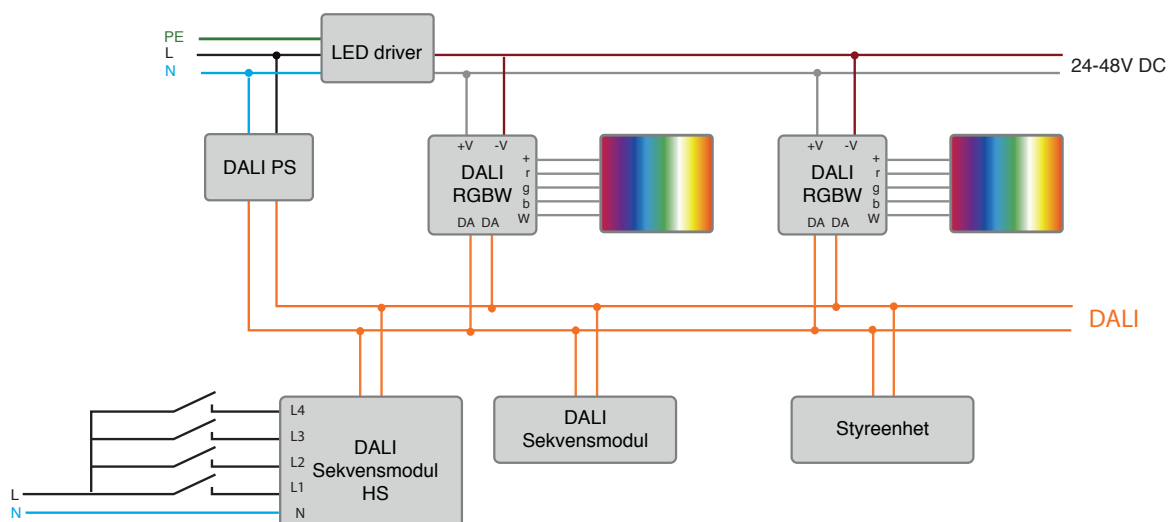 PE
L
N
LED driver
24-48V DC
DALI PS
+V -V
DALI
RGBW
+
r
g
b
W
DA DA
+V -V
DALI
RGBW
+
r
g
b
W
DA DA
DALI
L4
L3
L2
L1
N
DALI
Sekvensmodul
HS
DALI
Sekvensmodul
Styreenhet
L
N